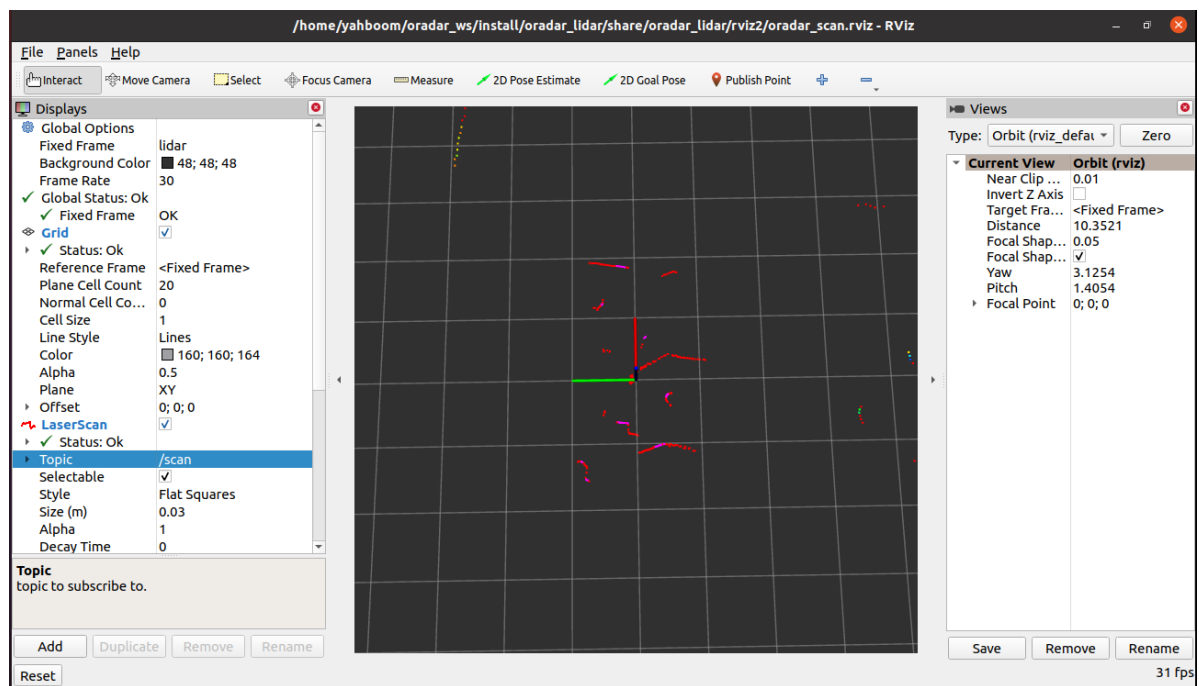 /home/yahboom/oradar_ws/install/oradar_lidar/share/oradar_lidar/rviz2/oradar_scan.rviz - RViz
File Panels Help
Interact Move Camera Select Focus Camera Measure 2D Pose Estimate 2D Goal Pose Publish Point
Displays
Global Options
Fixed Frame lidar
Background Color 48; 48; 48
Frame Rate 30
Global Status: Ok
Fixed Frame OK
Grid
Status: Ok
Reference Frame <Fixed Frame>
Plane Cell Count 20
Normal Cell Co... 0
Cell Size 1
Line Style Lines
Color 160; 160; 164
Alpha 0.5
Plane XY
Offset 0; 0; 0
LaserScan
Status: Ok
Topic /scan
Selectable
Style Flat Squares
Size (m) 0.03
Alpha 1
Decay Time 0
Topic
topic to subscribe to.
Add Duplicate Remove Rename
Reset
Views
Type: Orbit (rviz_defau Zero
Current View Orbit (rviz)
Near Clip ... 0.01
Invert Z Axis
Target Fra... <Fixed Frame>
Distance 10.3521
Focal Shap... 0.05
Focal Shap...
Yaw 3.1254
Pitch 1.4054
Focal Point 0; 0; 0
Save Remove Rename
31 fps